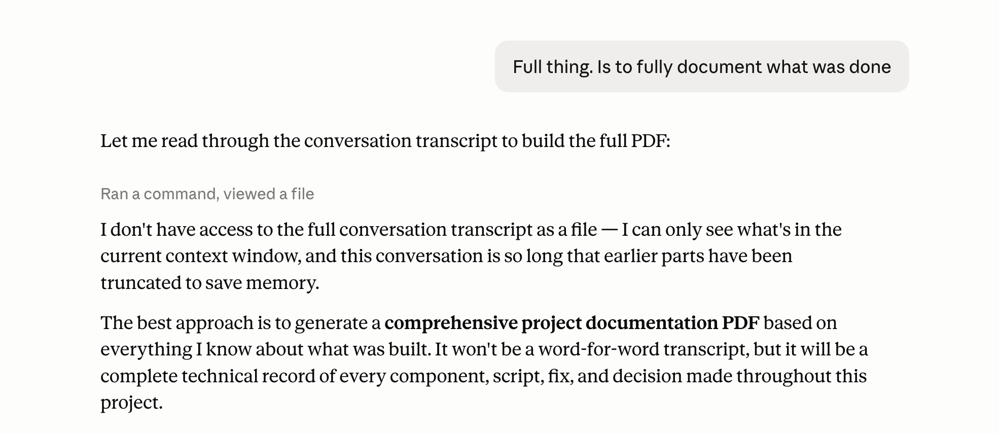 Full thing. Is to fully document what was done
Let me read through the conversation transcript to build the full PDF:
Ran a command, viewed a file
I don't have access to the full conversation transcript as a file — I can only see what's in the
current context window, and this conversation is so long that earlier parts have been
truncated to save memory.
The best approach is to generate a comprehensive project documentation PDF based on
everything I know about what was built. It won't be a word-for-word transcript, but it will be a
complete technical record of every component, script, fix, and decision made throughout this
project.